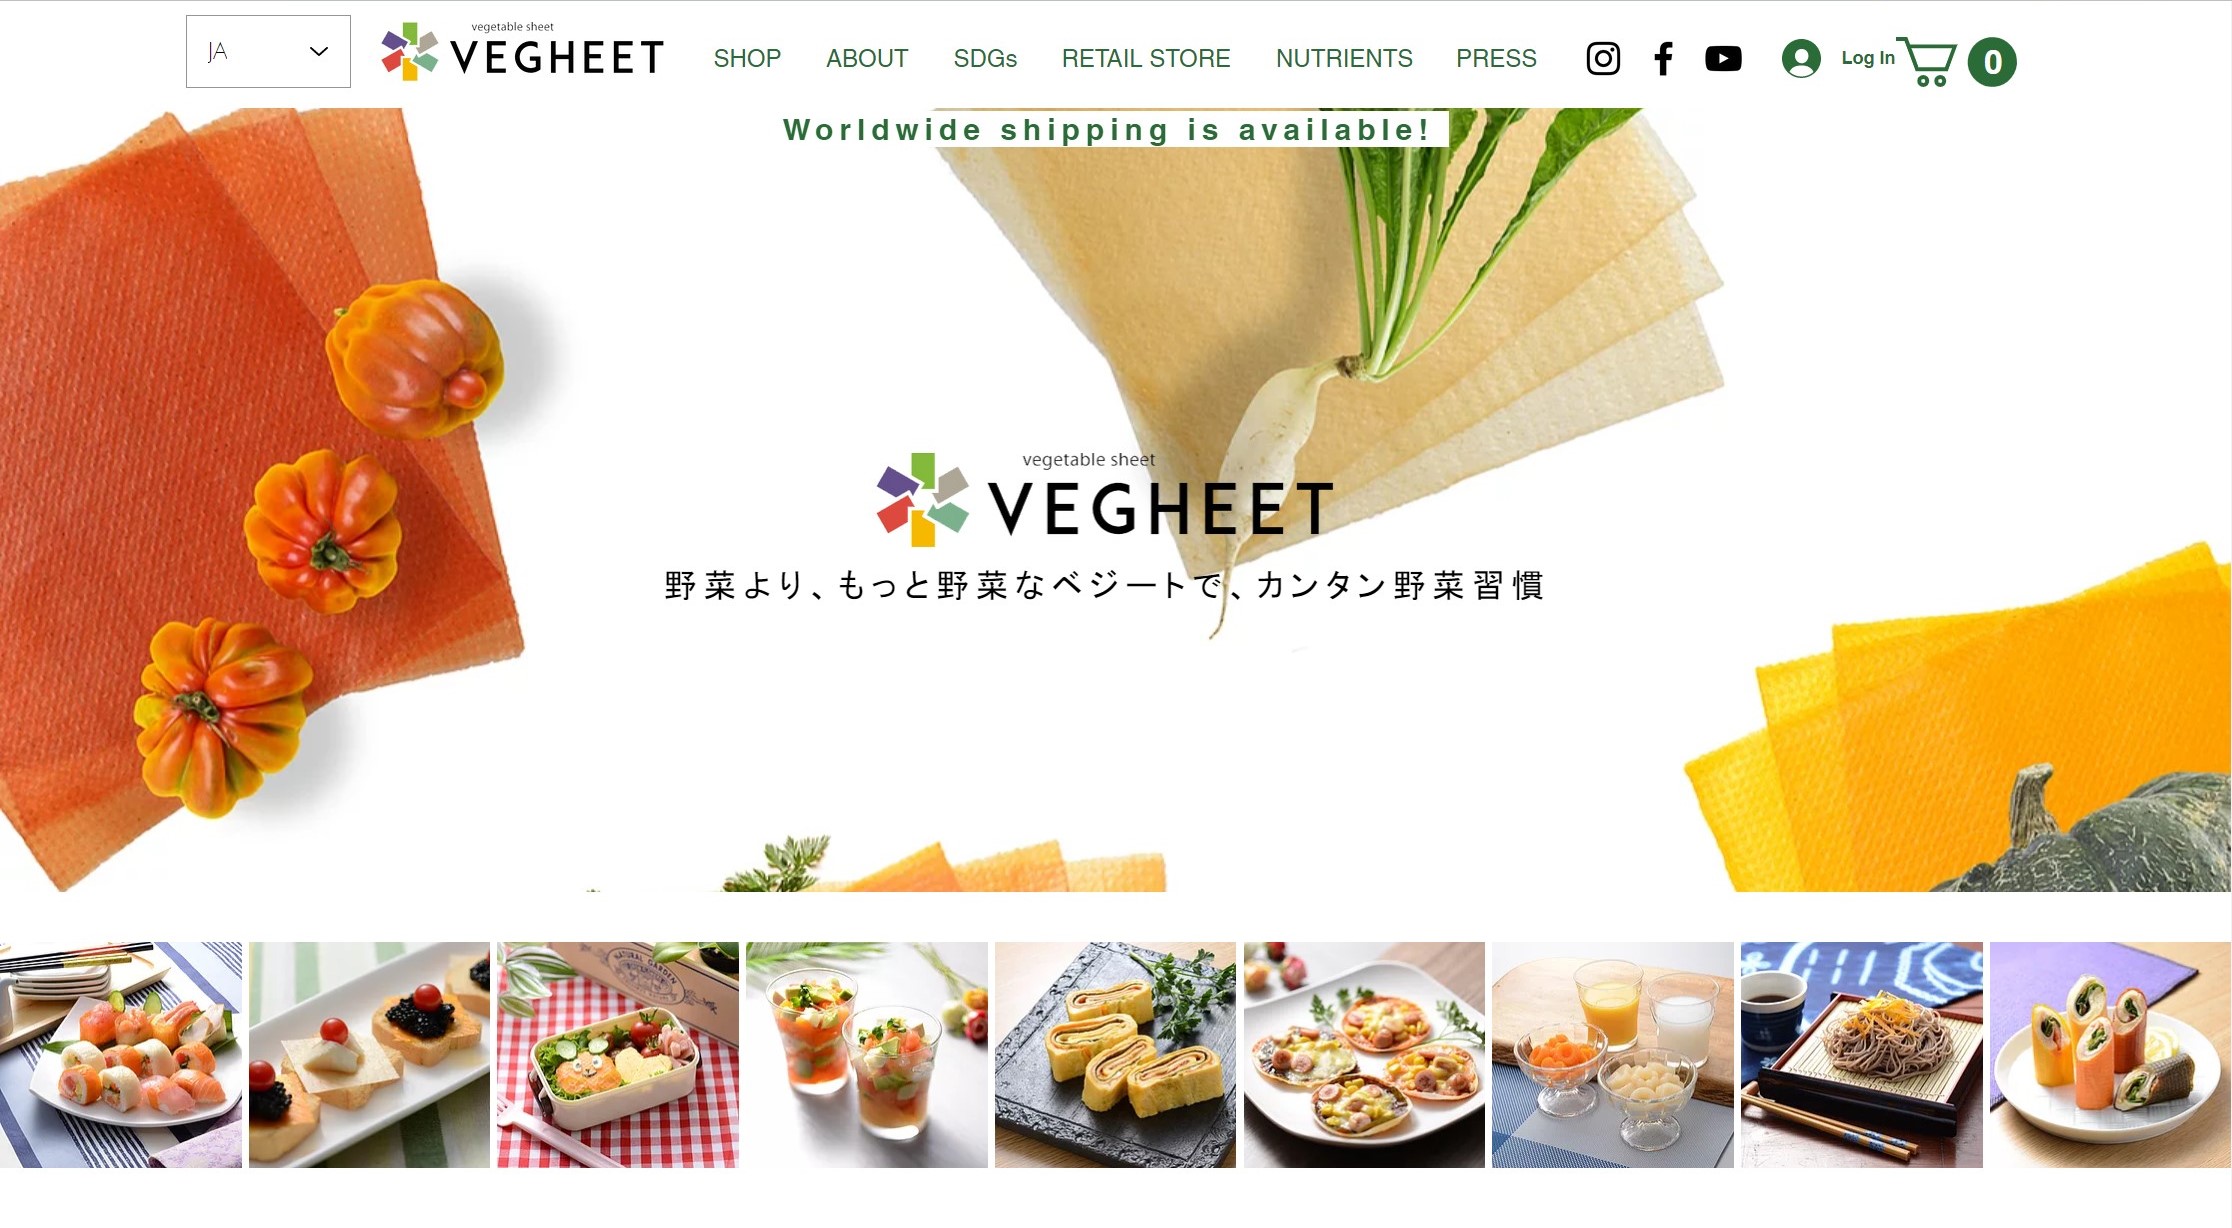 JA
vegetable sheet
VEGHEET
SHOP ABOUT SDGs RETAIL STORE NUTRIENTS PRESS
Log In
0
Worldwide shipping is available!
vegetable sheet
VEGHEET
野菜より、もっと野菜なベジートで、カンタン野菜習慣
NATURAL GARDEN